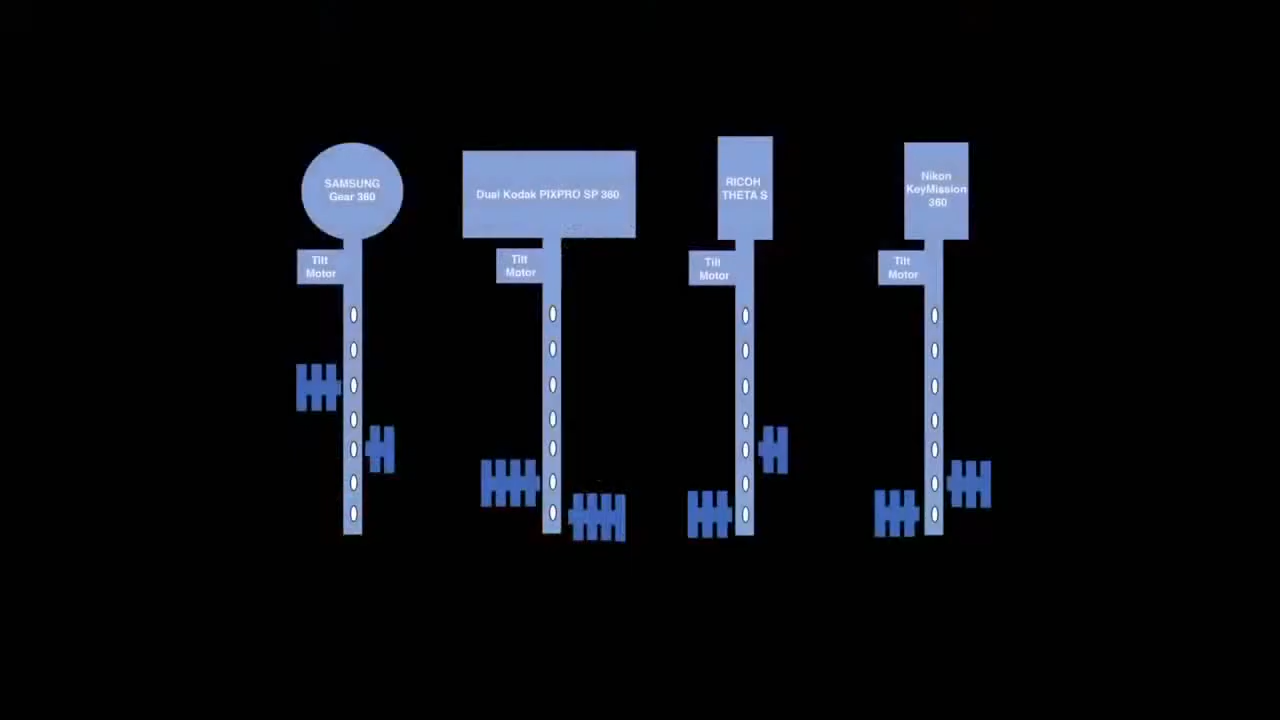 SAMSUNG
Gear 360
Dual Kodak PIXPRO SP 360
RICOH
THETA S
Nikon
KeyMission
360
Tilt
Motor
Tilt
Motor
Tilt
Motor
Tilt
Motor